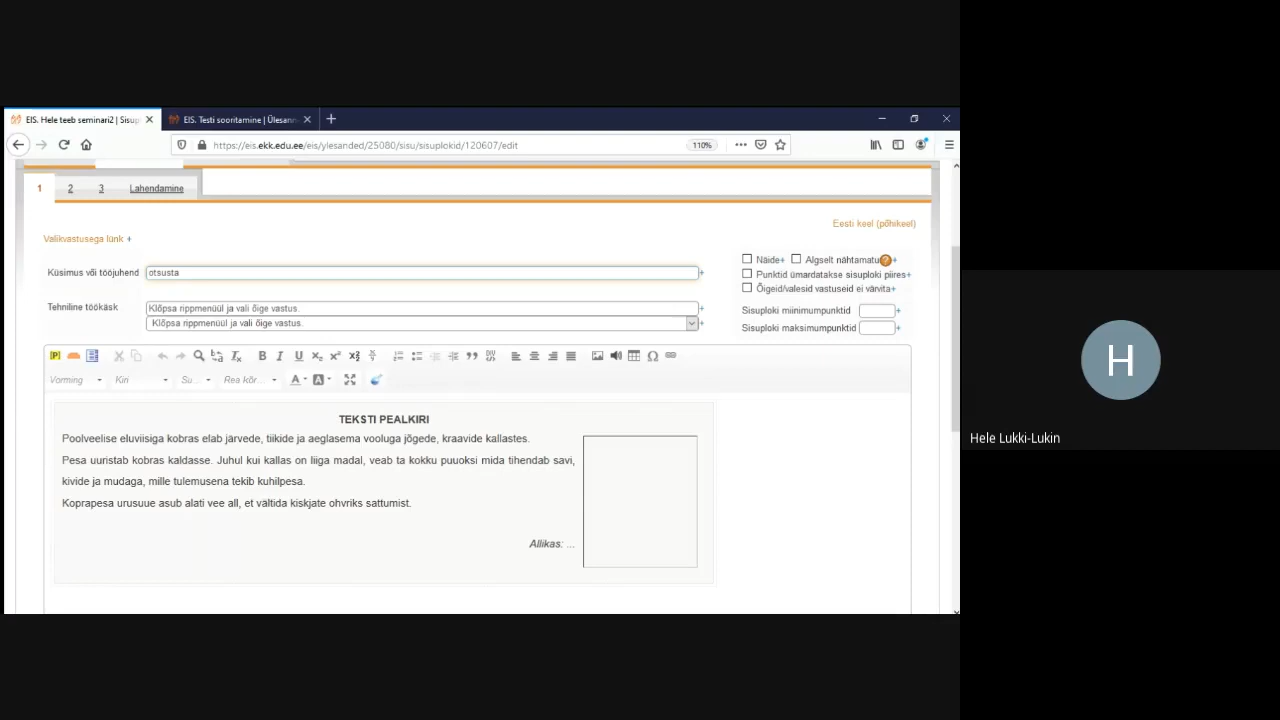 EIS. Hele teeb seminari2 | Sisup
EIS. Testi sooritamine | Ülesann
https://eis.ekk.edu.ee/eis/ylesanded/25080/sisu/sisuplokid/120607/edit
110%
1 2 3 Lahendamine
Eesti keel (põhikeel)
Valikvastusega lünk +
Küsimus või tööjuhend otsusta +
Näide+ Algselt nähtamatu ?+
Punktid ümardatakse sisuploki piires+
Õigeid/valesid vastuseid ei värvita+
Tehniline töökäsk Klõpsa rippmenüül ja vali õige vastus. +
Klõpsa rippmenüül ja vali õige vastus. +
Sisuploki miinimumpunktid +
Sisuploki maksimumpunktid +
Vorming Kiri Su... Rea kõr...
TEKSTI PEALKIRI
Poolveelise eluviisiga kobras elab järvede, tiikide ja aeglasema vooluga jõgede, kraavide kallastes.
Pesa uuristab kobras kaldasse. Juhul kui kallas on liiga madal, veab ta kokku puuoksi mida tihendab savi,
kivide ja mudaga, mille tulemusena tekib kuhilpesa.
Koprapesa urusuue asub alati vee all, et vältida kiskjate ohvriks sattumist.
Allikas: ...
H
Hele Lukki-Lukin